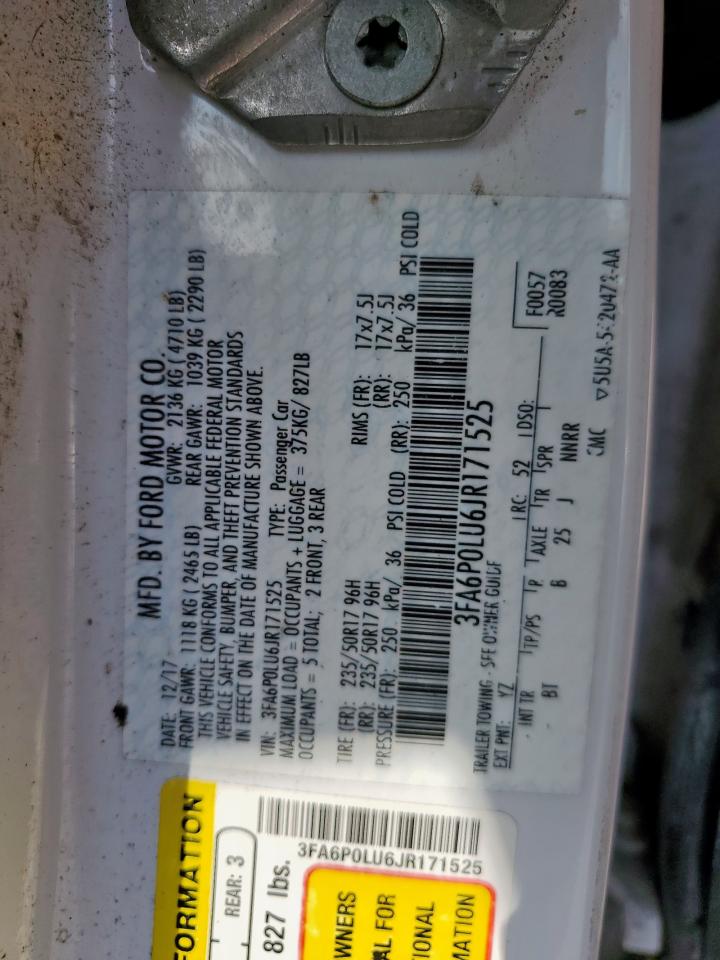 MFD. BY FORD MOTOR CO.
DATE: 12/17 GVWR: 2136 KG ( 4710 LB)
FRONT GAWR: 1118 KG ( 2465 LB) REAR GAWR: 1039 KG ( 2290 LB)
THIS VEHICLE CONFORMS TO ALL APPLICABLE FEDERAL MOTOR
VEHICLE SAFETY, BUMPER, AND THEFT PREVENTION STANDARDS
IN EFFECT ON THE DATE OF MANUFACTURE SHOWN ABOVE.
VIN: 3FA6P0LU6JR171525 TYPE: Passenger Car
MAXIMUM LOAD = OCCUPANTS + LUGGAGE = 375KG/ 827LB
OCCUPANTS = 5 TOTAL; 2 FRONT, 3 REAR
TIRE (FR): 235/50R17 96H RIMS (FR): 17x7.5J
(RR): 235/50R17 96H (RR): 17x7.5J
PRESSURE (FR): 250 kPa/ 36 PSI COLD (RR): 250 kPa/ 36 PSI COLD
3FA6P0LU6JR171525
TRAILER TOWING - SEE OWNER GUIDE
EXT PNT: YZ RC: 52 DSO: F0057
R0083
INT TR TP/PS R AXLE TR SPR
BT B 25 J NNRR
▽5U5A-AA
FORMATION
REAR: 3
827 lbs.
3FA6P0LU6JR171525
WNERS
AL FOR
TIONAL
MATION